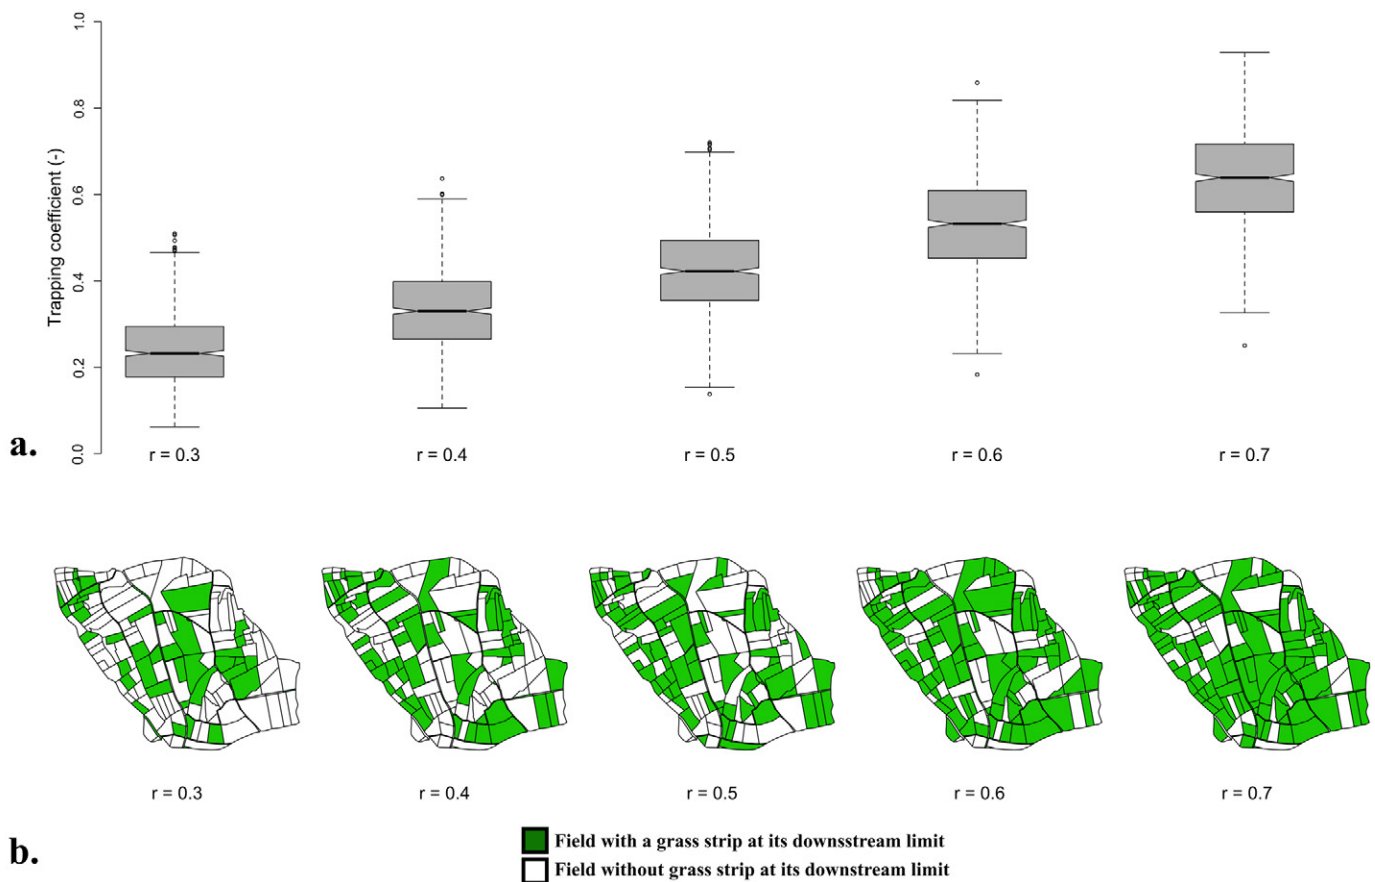 1.0
0.8
0.6
0.4
0.2
0.0
Trapping coefficient (-)
a.
r = 0.3 r = 0.4 r = 0.5 r = 0.6 r = 0.7
r = 0.3 r = 0.4 r = 0.5 r = 0.6 r = 0.7
b.
Field with a grass strip at its downsstream limit
Field without grass strip at its downstream limit